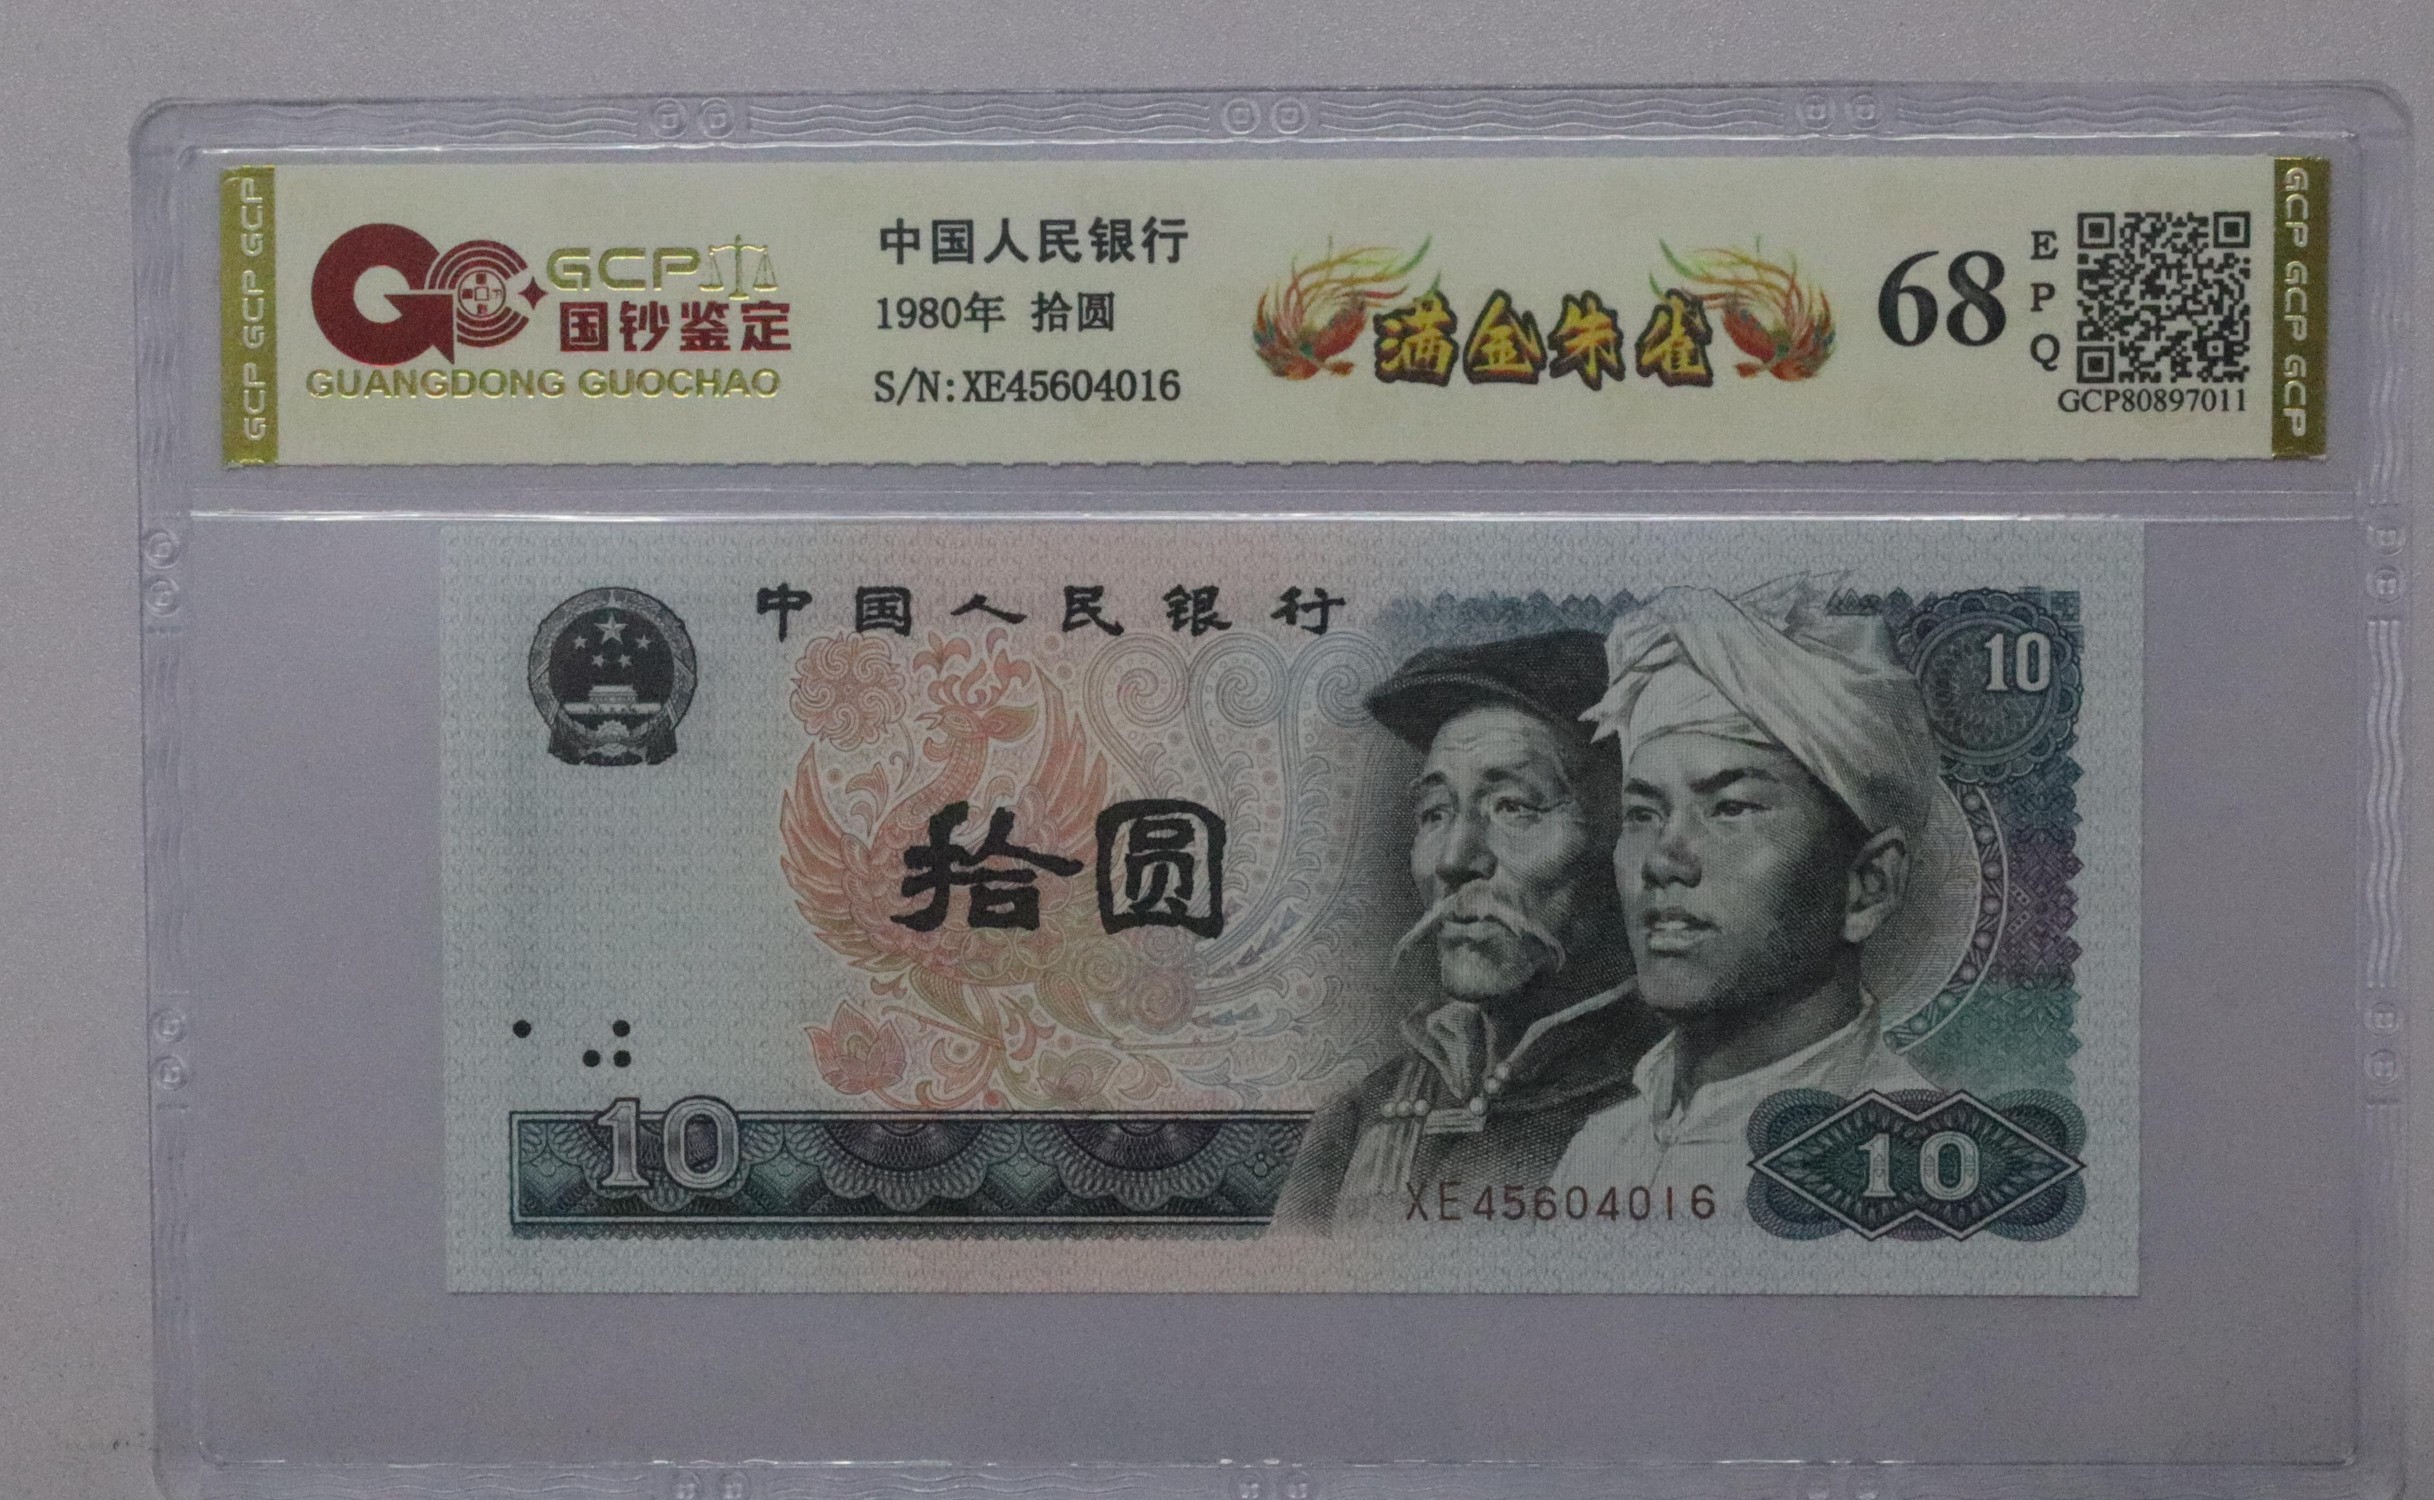 GCP GCP GCP
GCP
国钞鉴定
GUANGDONG GUOCHAO
中国人民银行
1980年 拾圆
S/N:XE45604016
满金朱雀
68
E
P
Q
GCP80897011
GCP GCP GCP
中国人民银行
10
拾圆
10
XE45604016
10